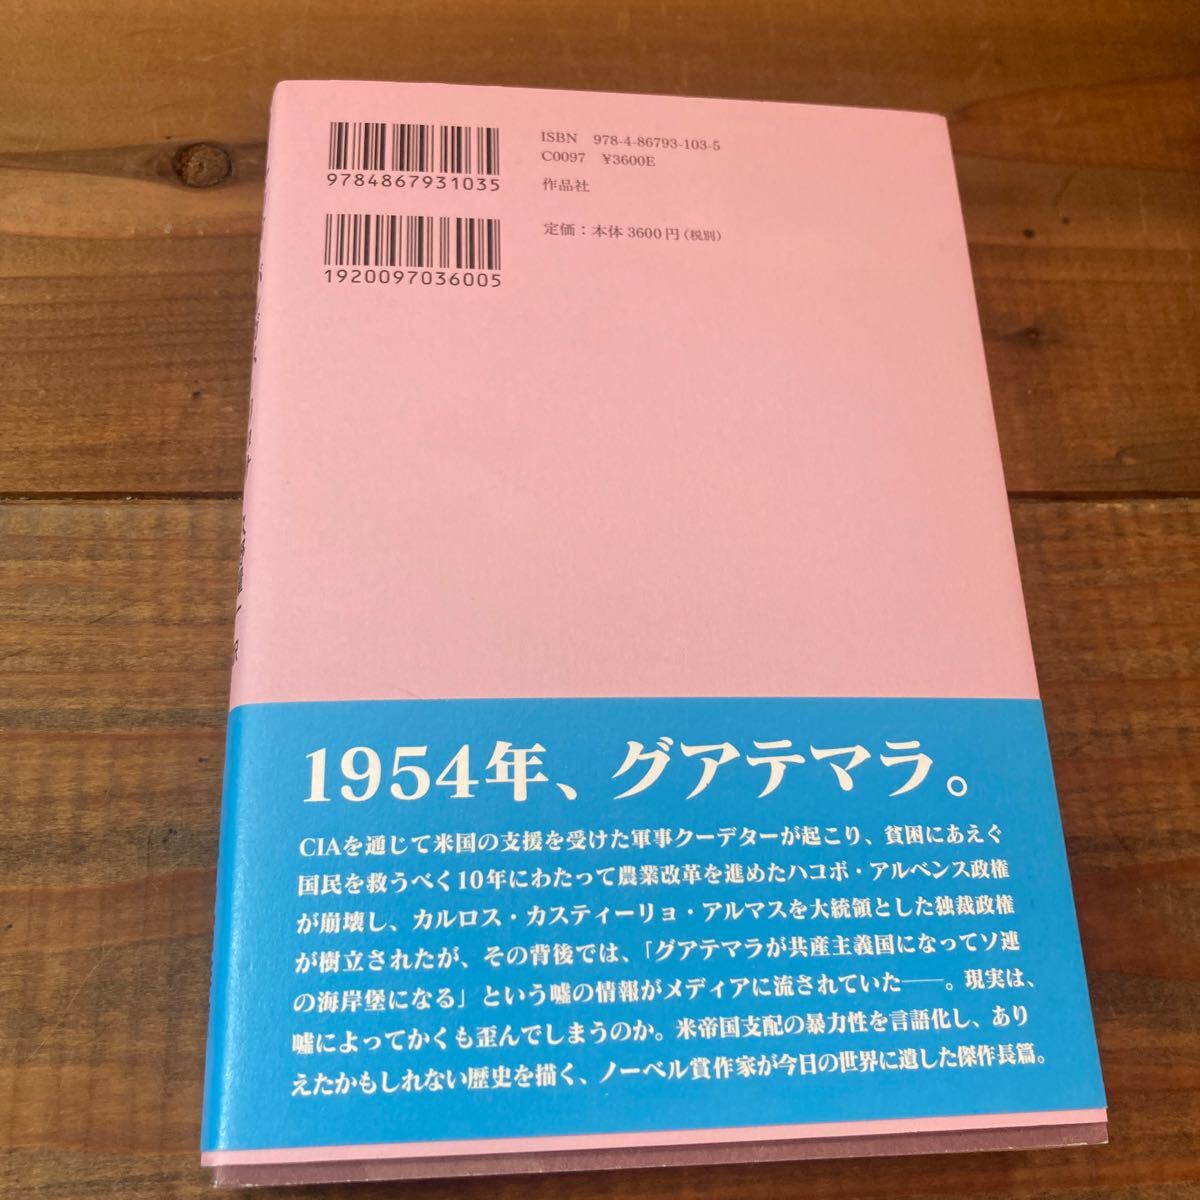 ISBN 978-4-86793-103-5
C0097 ¥3600E
作品社
定価：本体3600円（税別）
9784867931035
1920097036005
1954年、グアテマラ。
CIAを通じて米国の支援を受けた軍事クーデターが起こり、貧困にあえぐ
国民を救うべく10年にわたって農業改革を進めたハコボ・アルベンス政権
が崩壊し、カルロス・カスティーリョ・アルマスを大統領とした独裁政権
が樹立されたが、その背後では、「グアテマラが共産主義国になってソ連
の海岸堡になる」という嘘の情報がメディアに流されていた——。現実は、
嘘によってかくも歪んでしまうのか。米帝国支配の暴力性を言語化し、あり
えたかもしれない歴史を描く、ノーベル賞作家が今日の世界に遺した傑作長篇。